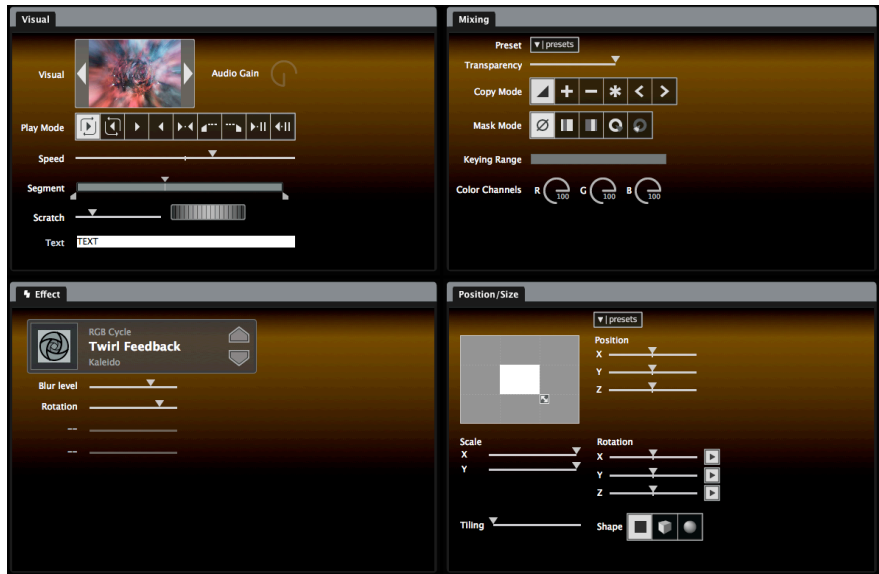 Visual
Visual
Audio Gain
Play Mode
Speed
Segment
Scratch
Text
TEXT
Mixing
Preset
▼| presets
Transparency
Copy Mode
Mask Mode
Keying Range
Color Channels
R 100 G 100 B 100
Effect
RGB Cycle
Twirl Feedback
Kaleido
Blur level
Rotation
--
--
Position/Size
▼| presets
Position
X
Y
Z
Scale
X
Y
Rotation
X
Y
Z
Tiling
Shape